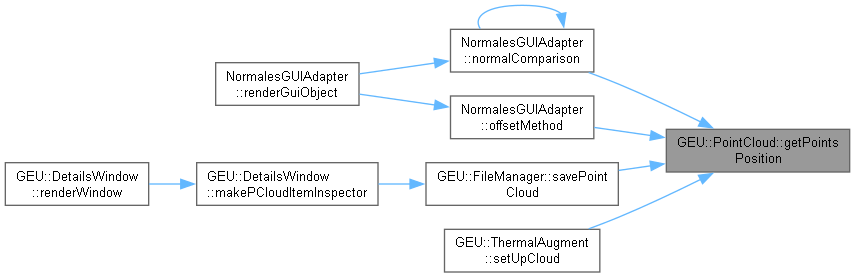 NormalesGUIAdapter
::normalComparison
NormalesGUIAdapter
::renderGuiObject
NormalesGUIAdapter
::offsetMethod
GEU::PointCloud::getPoints
Position
GEU::DetailsWindow
::renderWindow
GEU::DetailsWindow
::makePCloudItemInspector
GEU::FileManager::savePoint
Cloud
GEU::ThermalAugment
::setUpCloud